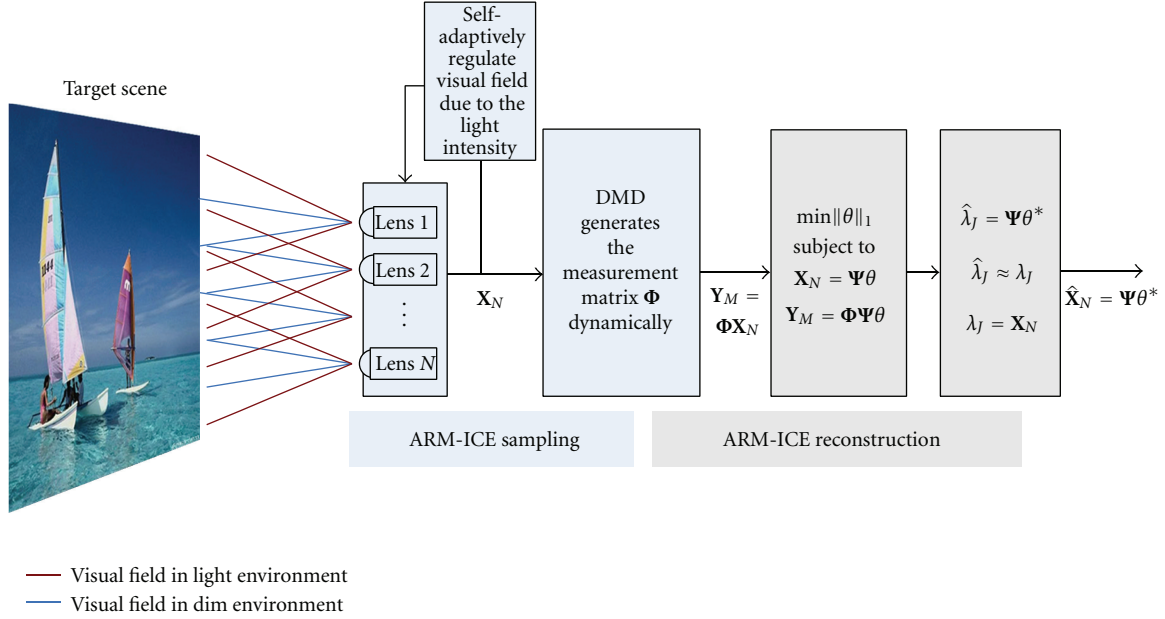 Target scene
Self-
adaptively
regulate
visual field
due to the
light
intensity
Lens 1
Lens 2
⋮
Lens N
X_N
DMD
generates
the
measurement
matrix Φ
dynamically
Y_M =
ΦX_N
min‖θ‖₁
subject to
X_N = Ψθ
Y_M = ΦΨθ
λ̂_J = Ψθ*
λ̂_J ≈ λ_J
λ_J = X_N
X̂_N = Ψθ*
ARM-ICE sampling
ARM-ICE reconstruction
Visual field in light environment
Visual field in dim environment